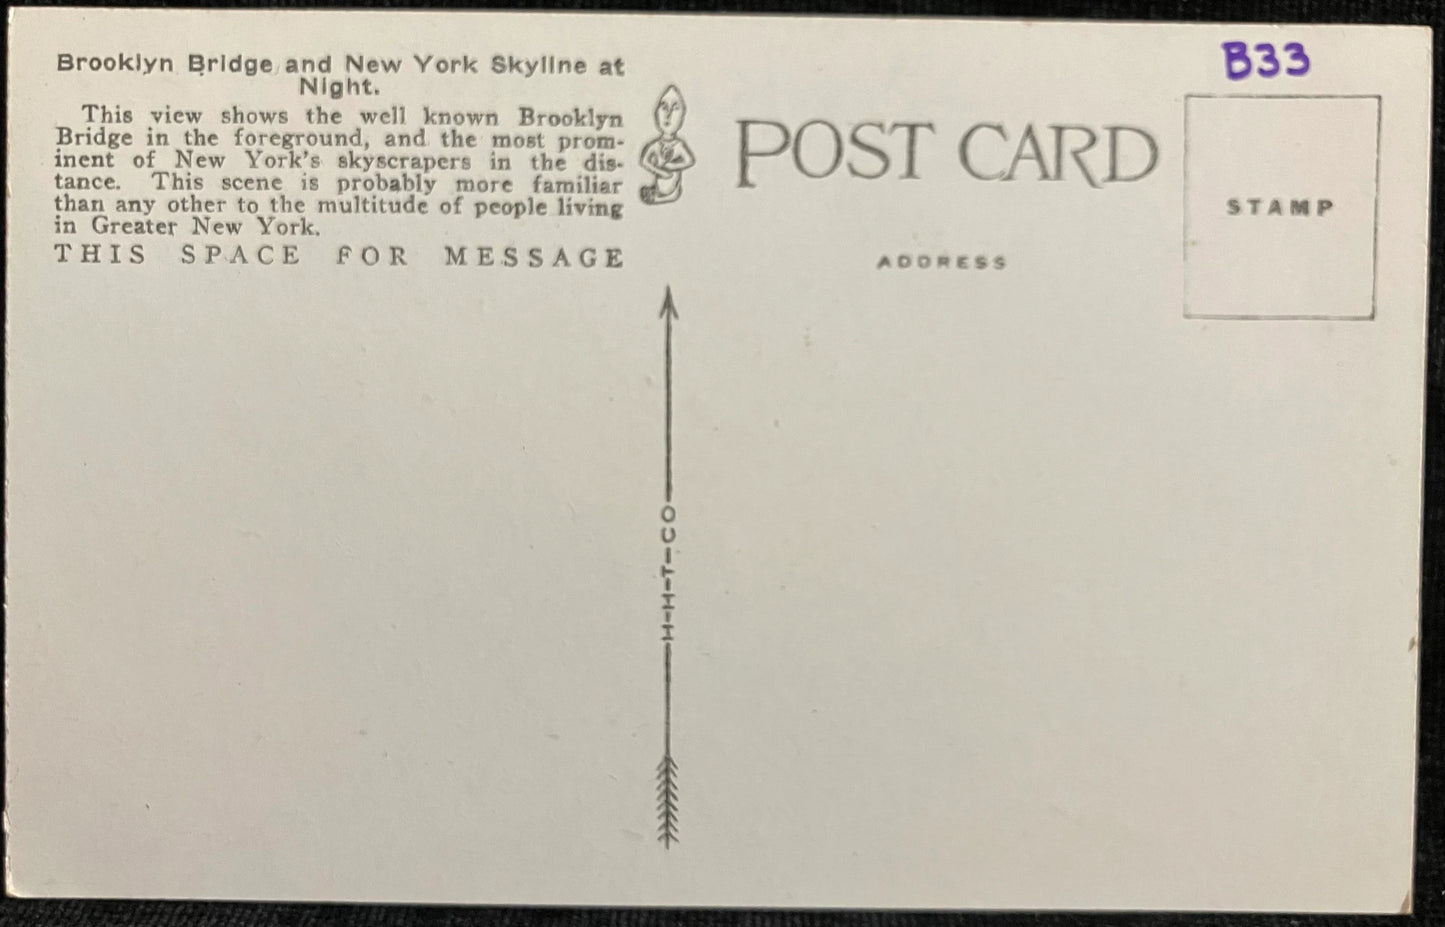 Brooklyn Bridge and New York Skyline at
Night.
This view shows the well known Brooklyn
Bridge in the foreground, and the most prom-
inent of New York's skyscrapers in the dis-
tance. This scene is probably more familiar
than any other to the multitude of people living
in Greater New York.
THIS SPACE FOR MESSAGE
POST CARD
ADDRESS
B33
STAMP
H-H-T-CO